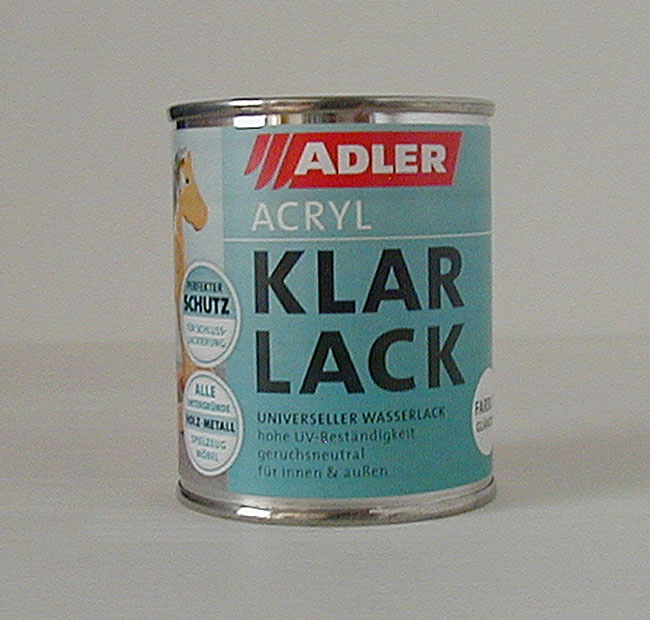 ADLER
ACRYL
KLAR
LACK
UNIVERSELLER WASSERLACK
hohe UV-Beständigkeit
geruchsneutral
für innen & außen
PERFEKTER
SCHUTZ
FÜR SCHLUSS-
LACKIERUNG
ALLE
UNTERGRÜNDE
HOLZ·METALL
SPIELZEUG
MÖBEL
FARB